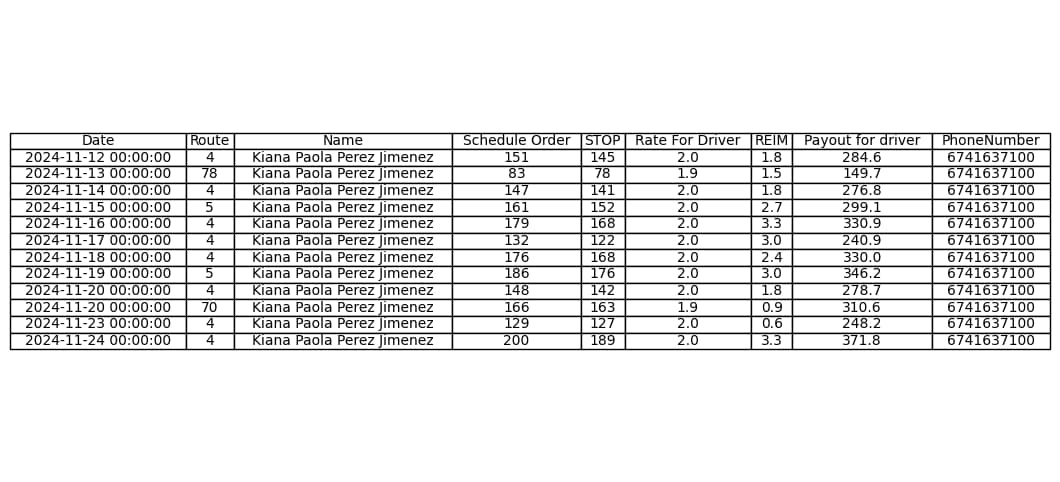 Date Route Name Schedule Order STOP Rate For Driver REIM Payout for driver PhoneNumber
2024-11-12 00:00:00 4 Kiana Paola Perez Jimenez 151 145 2.0 1.8 284.6 6741637100
2024-11-13 00:00:00 78 Kiana Paola Perez Jimenez 83 78 1.9 1.5 149.7 6741637100
2024-11-14 00:00:00 4 Kiana Paola Perez Jimenez 147 141 2.0 1.8 276.8 6741637100
2024-11-15 00:00:00 5 Kiana Paola Perez Jimenez 161 152 2.0 2.7 299.1 6741637100
2024-11-16 00:00:00 4 Kiana Paola Perez Jimenez 179 168 2.0 3.3 330.9 6741637100
2024-11-17 00:00:00 4 Kiana Paola Perez Jimenez 132 122 2.0 3.0 240.9 6741637100
2024-11-18 00:00:00 4 Kiana Paola Perez Jimenez 176 168 2.0 2.4 330.0 6741637100
2024-11-19 00:00:00 5 Kiana Paola Perez Jimenez 186 176 2.0 3.0 346.2 6741637100
2024-11-20 00:00:00 4 Kiana Paola Perez Jimenez 148 142 2.0 1.8 278.7 6741637100
2024-11-20 00:00:00 70 Kiana Paola Perez Jimenez 166 163 1.9 0.9 310.6 6741637100
2024-11-23 00:00:00 4 Kiana Paola Perez Jimenez 129 127 2.0 0.6 248.2 6741637100
2024-11-24 00:00:00 4 Kiana Paola Perez Jimenez 200 189 2.0 3.3 371.8 6741637100